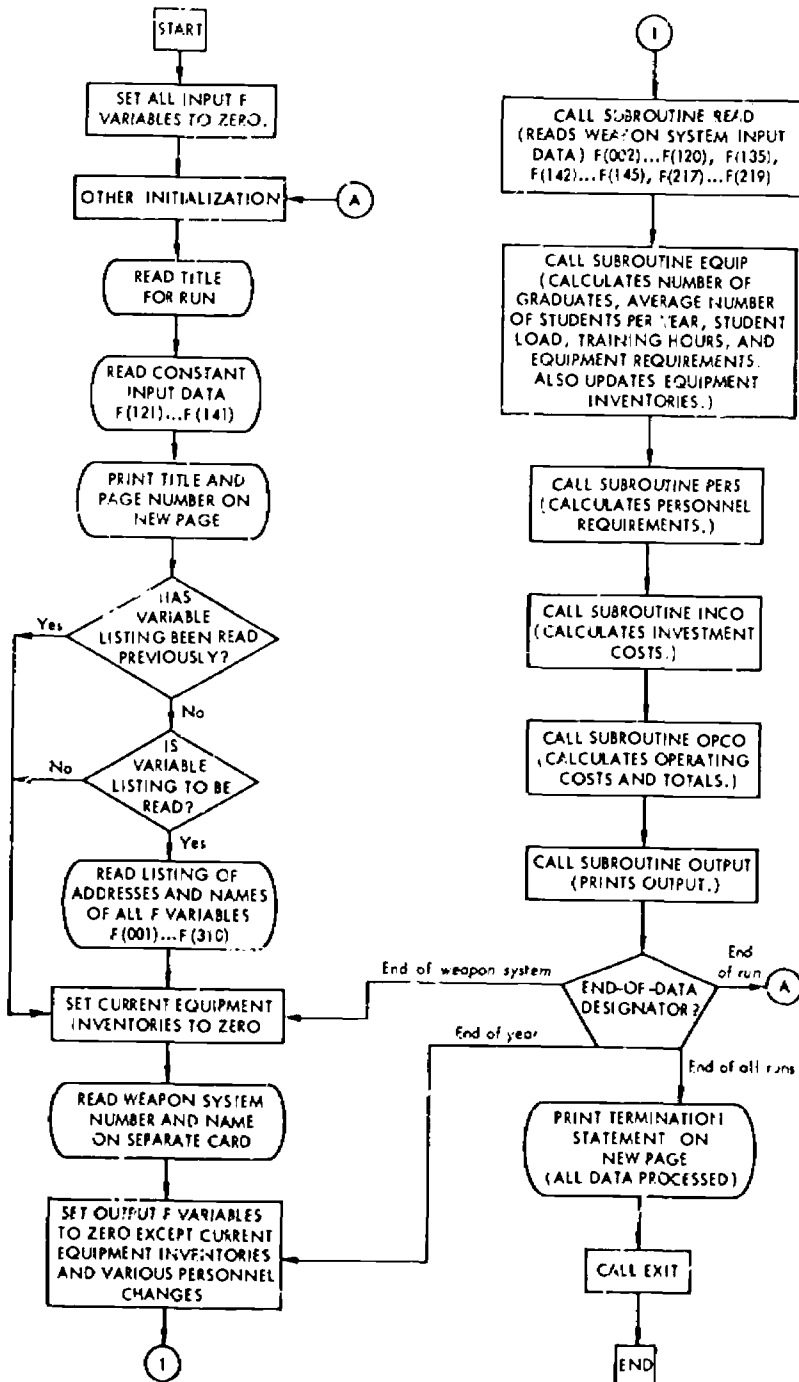 START
SET ALL INPUT F
VARIABLES TO ZERO.
OTHER INITIALIZATION
A
READ TITLE
FOR RUN
READ CONSTANT
INPUT DATA
F(121)...F(141)
PRINT TITLE AND
PAGE NUMBER ON
NEW PAGE
HAS
VARIABLE
LISTING BEEN READ
PREVIOUSLY?
Yes
No
IS
VARIABLE
LISTING TO BE
READ?
No
Yes
READ LISTING OF
ADDRESSES AND NAMES
OF ALL F VARIABLES
F(001)...F(310)
SET CURRENT EQUIPMENT
INVENTORIES TO ZERO
READ WEAPON SYSTEM
NUMBER AND NAME
ON SEPARATE CARD
SET OUTPUT F VARIABLES
TO ZERO EXCEPT CURRENT
EQUIPMENT INVENTORIES
AND VARIOUS PERSONNEL
CHANGES
1
1
CALL SUBROUTINE READ
(READS WEAPON SYSTEM INPUT
DATA) F(002)...F(120), F(135),
F(142)...F(145), F(217)...F(219)
CALL SUBROUTINE EQUIP
(CALCULATES NUMBER OF
GRADUATES, AVERAGE NUMBER
OF STUDENTS PER YEAR, STUDENT
LOAD, TRAINING HOURS, AND
EQUIPMENT REQUIREMENTS.
ALSO UPDATES EQUIPMENT
INVENTORIES.)
CALL SUBROUTINE PERS
(CALCULATES PERSONNEL
REQUIREMENTS.)
CALL SUBROUTINE INCO
(CALCULATES INVESTMENT
COSTS.)
CALL SUBROUTINE OPCO
(CALCULATES OPERATING
COSTS AND TOTALS.)
CALL SUBROUTINE OUTPUT
(PRINTS OUTPUT.)
END-OF-DATA
DESIGNATOR?
End of weapon system
End of year
End
of run
A
End of all runs
PRINT TERMINATION
STATEMENT ON
NEW PAGE
(ALL DATA PROCESSED)
CALL EXIT
END